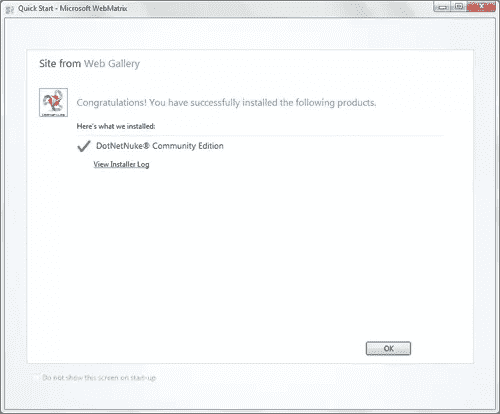 Quick Start - Microsoft WebMatrix
Site from Web Gallery
Congratulations! You have successfully installed the following products.
Here's what we installed:
DotNetNuke® Community Edition
View Installer Log
OK
Do not show this screen on start-up